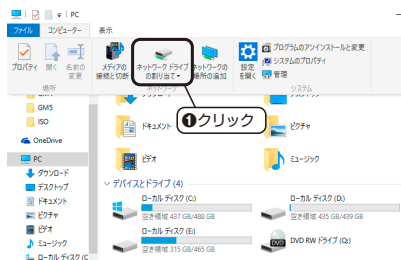 PC
ファイル コンピューター 表示
プロパティ 開く 名前の変更
メディアの接続と切断 ネットワーク ドライブの割り当て ネットワークの場所の追加
設定を開く
プログラムのアンインストールと変更
システムのプロパティ
管理
場所 ネットワーク システム
GM5
ISO
OneDrive
PC
ダウンロード
デスクトップ
ドキュメント
ピクチャ
ビデオ
ミュージック
ローカル ディスク (C
ドキュメント ピクチャ
❶クリック
ビデオ ミュージック
デバイスとドライブ (4)
ローカル ディスク (C:)
空き領域 437 GB/488 GB
ローカル ディスク (D:)
空き領域 435 GB/439 GB
ローカル ディスク (E:)
空き領域 315 GB/465 GB
DVD RW ドライブ (Q:)